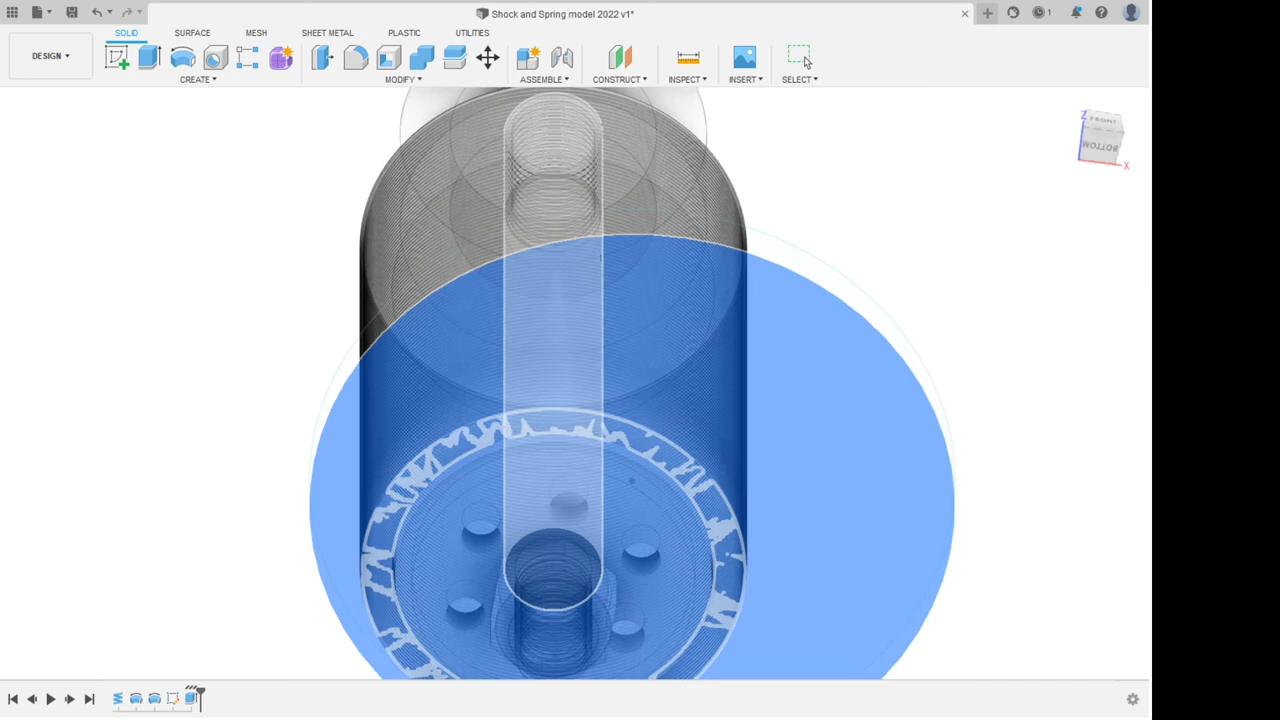 Shock and Spring model 2022 v1*
1
SOLID SURFACE MESH SHEET METAL PLASTIC UTILITIES
DESIGN
CREATE MODIFY ASSEMBLE CONSTRUCT INSPECT INSERT SELECT
Z FRONT
BOTTOM
X